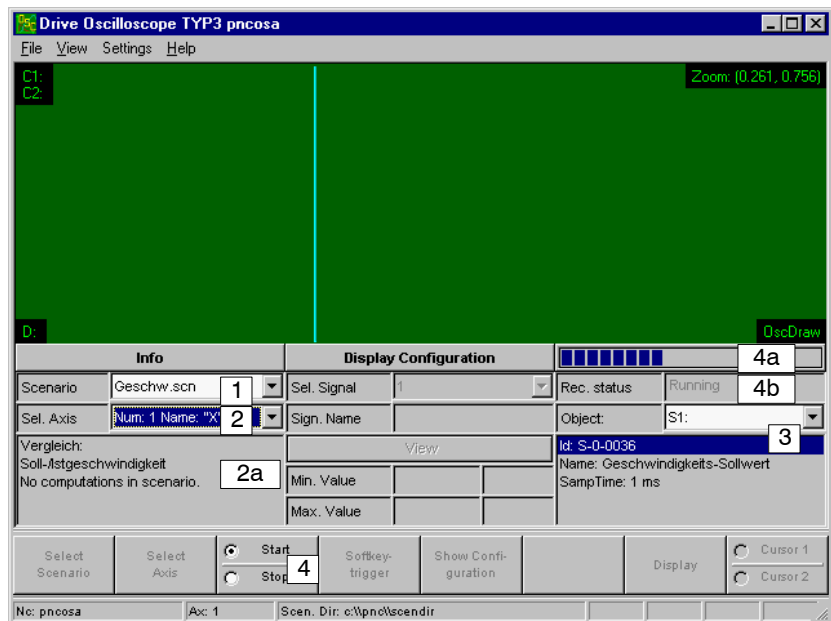 Drive Oscilloscope TYP3 pncosa
File View Settings Help
C1:
C2:
Zoom: (0.261, 0.756)
D:
OscDraw
Info
Display Configuration
4a
Scenario
Geschw.scn
1
Sel. Signal
1
Rec. status
Running
4b
Sel. Axis
Num: 1 Name: "X"
2
Sign. Name
Object:
S1:
3
Vergleich:
Soll-/Istgeschwindigkeit
No computations in scenario.
2a
View
Min. Value
Max. Value
Id: S-0-0036
Name: Geschwindigkeits-Sollwert
SampTime: 1 ms
Select
Scenario
Select
Axis
Start
Stop
4
Softkey-
trigger
Show Confi-
guration
Display
Cursor 1
Cursor 2
Nc: pncosa
Ax: 1
Scen. Dir: c:\\pnc\\scendir